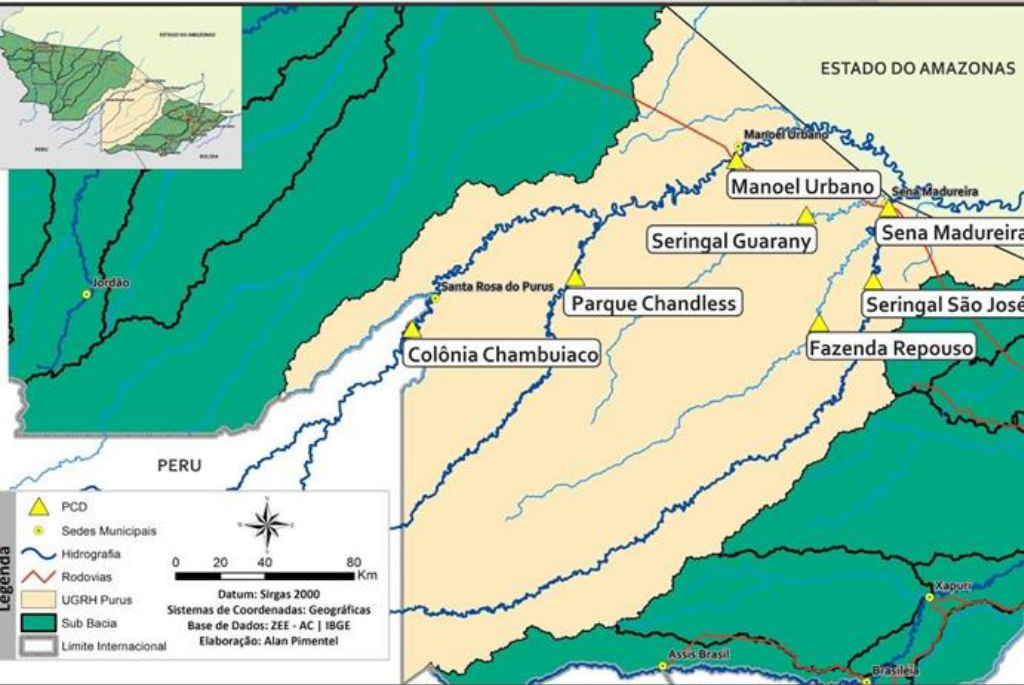 ESTADO DO AMAZONAS
PERU
BOLIVIA
ESTADO DO AMAZONAS
Manoel Urbano
Manoel Urbano
Sena Madureira
Seringal Guarany
Sena Madureira
Jordão
Santa Rosa do Purus
Parque Chandless
Seringal São José
Colônia Chambuiaco
Fazenda Repouso
PERU
Legenda
PCD
Sedes Municipais
Hidrografia
Rodovias
UGRH Purus
Sub Bacia
Limite Internacional
N
0 20 40 80
Km
Datum: Sirgas 2000
Sistemas de Coordenadas: Geográficas
Base de Dados: ZEE - AC | IBGE
Elaboração: Alan Pimentel
Xapuri
Assis Brasil
Brasiléia